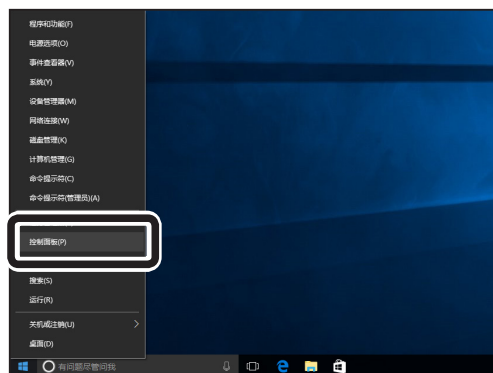 程序和功能(F)
电源选项(O)
事件查看器(V)
系统(Y)
设备管理器(M)
网络连接(W)
磁盘管理(K)
计算机管理(G)
命令提示符(C)
命令提示符(管理员)(A)
控制面板(P)
搜索(S)
运行(R)
关机或注销(U)
桌面(D)
有问题尽管问我